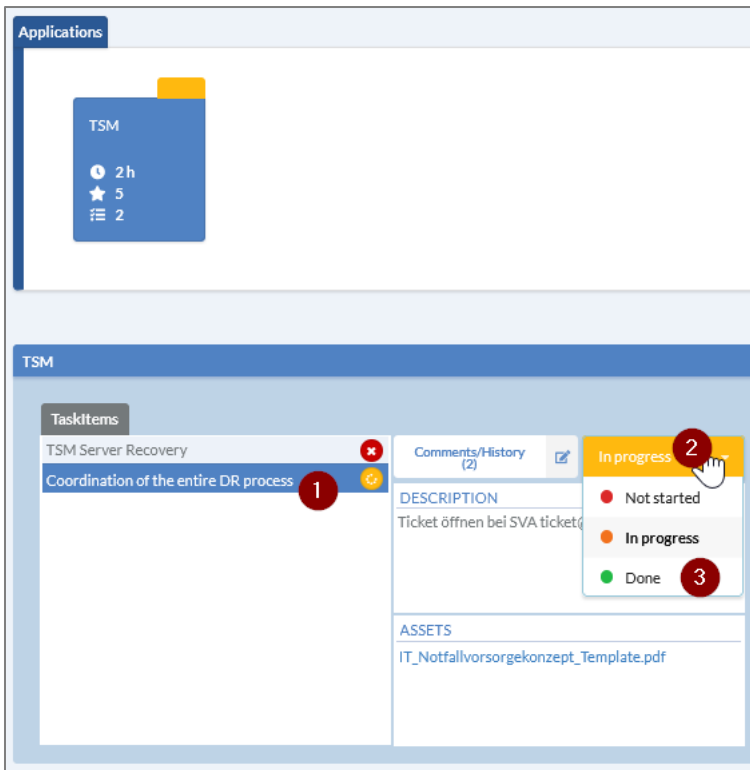 Applications
TSM
2 h
5
2
TSM
TaskItems
TSM Server Recovery
Coordination of the entire DR process
1
Comments/History
(2)
In progress
2
Not started
In progress
Done
3
DESCRIPTION
Ticket öffnen bei SVA ticket@
ASSETS
IT_Notfallvorsorgekonzept_Template.pdf